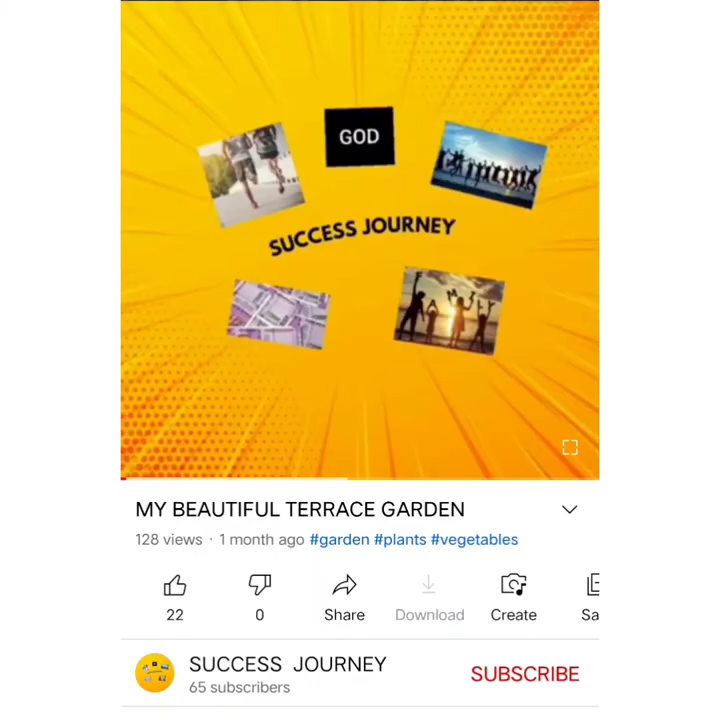 GOD
SUCCESS JOURNEY
MY BEAUTIFUL TERRACE GARDEN
128 views · 1 month ago #garden #plants #vegetables
22
0
Share
Download
Create
Sa
SUCCESS JOURNEY
65 subscribers
SUBSCRIBE